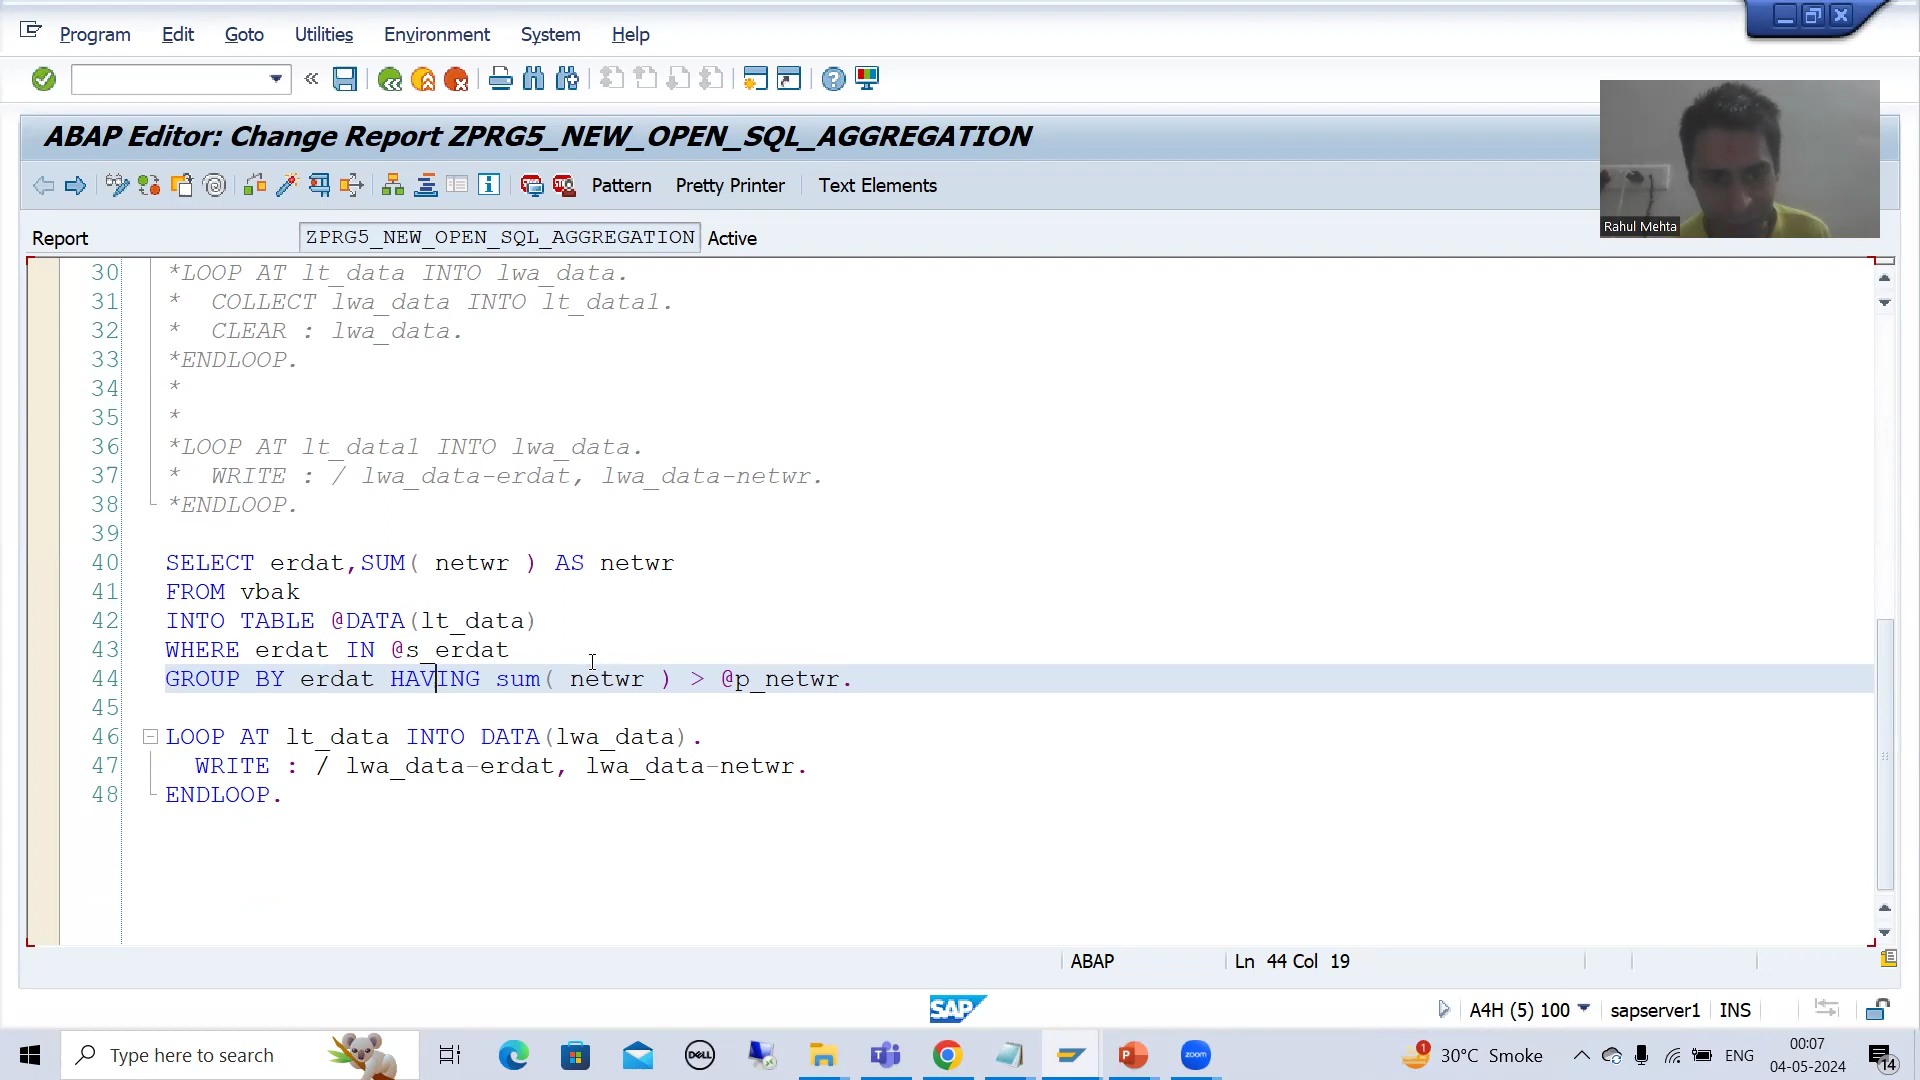 Program Edit Goto Utilities Environment System Help
«
ABAP Editor: Change Report ZPRG5_NEW_OPEN_SQL_AGGREGATION
Pattern Pretty Printer Text Elements
Report ZPRG5_NEW_OPEN_SQL_AGGREGATION Active
Rahul Mehta
30 *LOOP AT lt_data INTO lwa_data.
31 *  COLLECT lwa_data INTO lt_data1.
32 *  CLEAR : lwa_data.
33 *ENDLOOP.
34 *
35 *
36 *LOOP AT lt_data1 INTO lwa_data.
37 *  WRITE : / lwa_data-erdat, lwa_data-netwr.
38 *ENDLOOP.
39
40 SELECT erdat,SUM( netwr ) AS netwr
41 FROM vbak
42 INTO TABLE @DATA(lt_data)
43 WHERE erdat IN @s_erdat
44 GROUP BY erdat HAVING sum( netwr ) > @p_netwr.
45
46 LOOP AT lt_data INTO DATA(lwa_data).
47   WRITE : / lwa_data-erdat, lwa_data-netwr.
48 ENDLOOP.
ABAP Ln 44 Col 19
SAP
A4H (5) 100 sapserver1 INS
Type here to search
DELL
zoom
1
30°C Smoke
ENG
00:07
04-05-2024
14